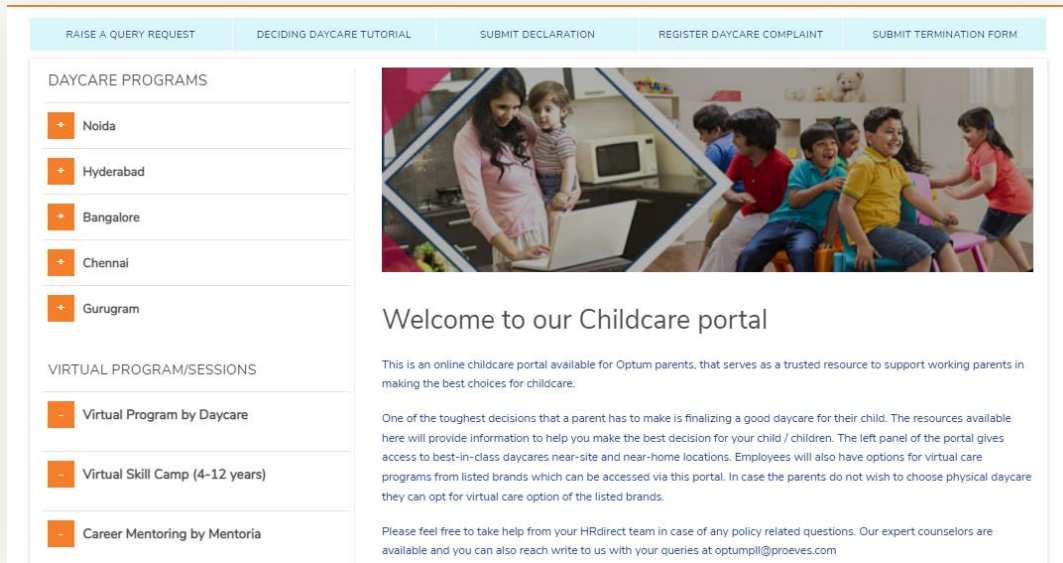 RAISE A QUERY REQUEST
DECIDING DAYCARE TUTORIAL
SUBMIT DECLARATION
REGISTER DAYCARE COMPLAINT
SUBMIT TERMINATION FORM
DAYCARE PROGRAMS
+ Noida
+ Hyderabad
+ Bangalore
+ Chennai
+ Gurugram
VIRTUAL PROGRAM/SESSIONS
- Virtual Program by Daycare
- Virtual Skill Camp (4-12 years)
- Career Mentoring by Mentoria
Welcome to our Childcare portal
This is an online childcare portal available for Optum parents, that serves as a trusted resource to support working parents in
making the best choices for childcare.
One of the toughest decisions that a parent has to make is finalizing a good daycare for their child. The resources available
here will provide information to help you make the best decision for your child / children. The left panel of the portal gives
access to best-in-class daycares near-site and near-home locations. Employees will also have options for virtual care
programs from listed brands which can be accessed via this portal. In case the parents do not wish to choose physical daycare
they can opt for virtual care option of the listed brands.
Please feel free to take help from your HRdirect team in case of any policy related questions. Our expert counselors are
available and you can also reach write to us with your queries at optumpll@proeves.com